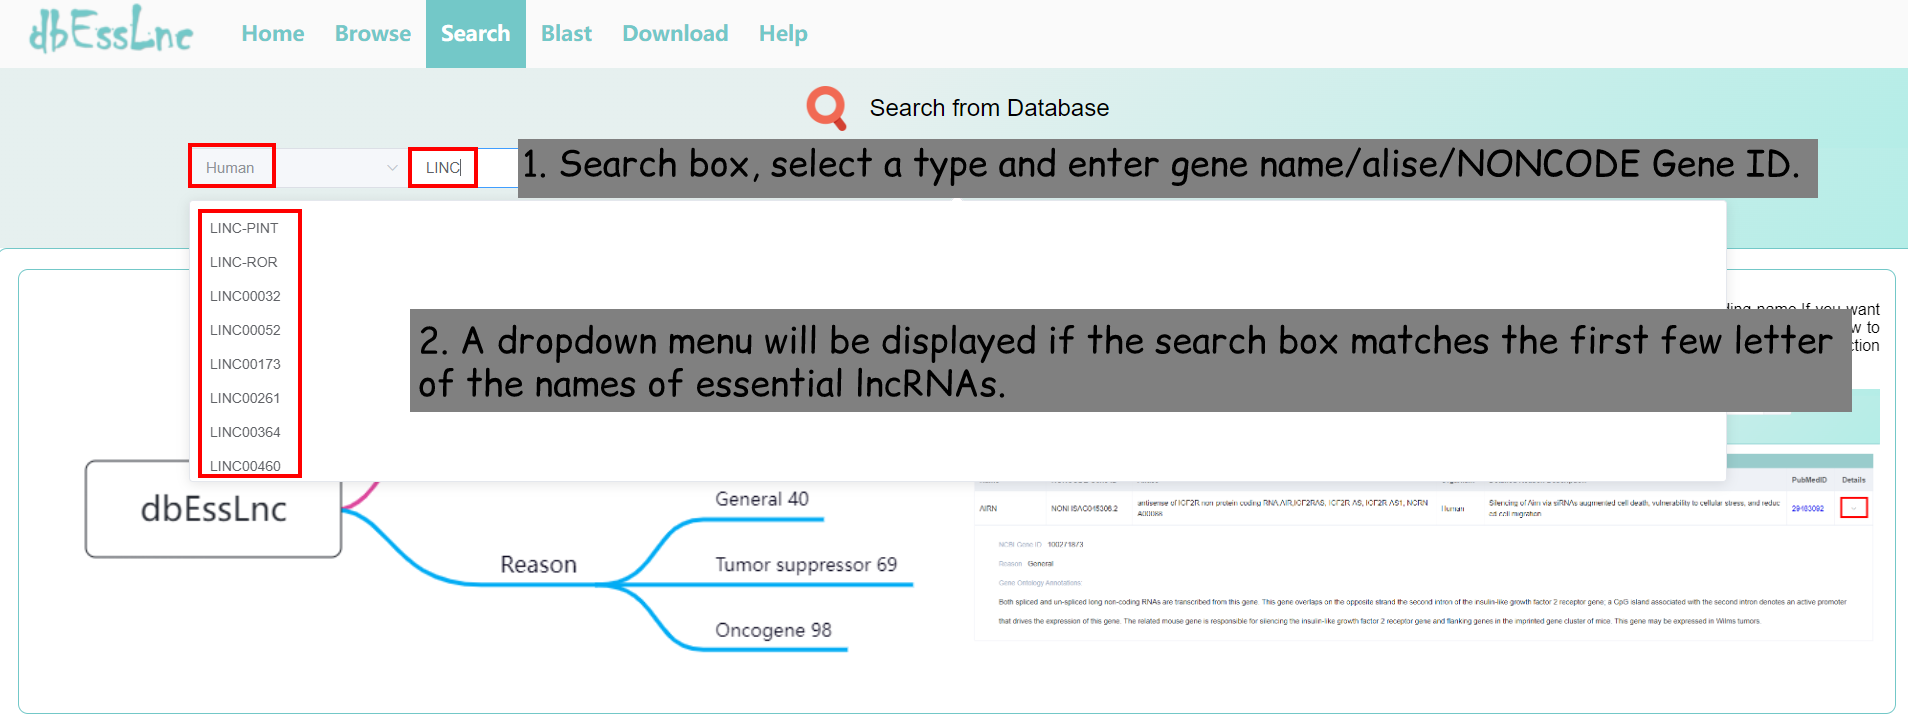 dbEssLnc
Home Browse Search Blast Download Help
Search from Database
Human
LINC
1. Search box, select a type and enter gene name/alise/NONCODE Gene ID.
LINC-PINT
LINC-ROR
LINC00032
LINC00052
LINC00173
LINC00261
LINC00364
LINC00460
2. A dropdown menu will be displayed if the search box matches the first few letter
of the names of essential lncRNAs.
name.If you want
w to
ction
dbEssLnc
Reason
General 40
Tumor suppressor 69
Oncogene 98
PubMedID Details
AIRN
antisense of IGF2R non protein coding RNA,AIR,IGF2RAS, IGF2R-AS, IGF2R-AS1, NCRN
A00088
Human
Silencing of Airn via siRNAs augmented cell death, vulnerability to cellular stress, and reduc
ed cell migration.
29483092
NCBI Gene ID: 100271873
Reason: General
Gene Ontology Annotations:
Both spliced and un-spliced long non-coding RNAs are transcribed from this gene. This gene overlaps on the opposite strand the second intron of the insulin-like growth factor 2 receptor gene; a CpG island associated with the second intron denotes an active promoter
that drives the expression of this gene. The related mouse gene is responsible for silencing the insulin-like growth factor 2 receptor gene and flanking genes in the imprinted gene cluster of mice. This gene may be expressed in Wilms tumors.